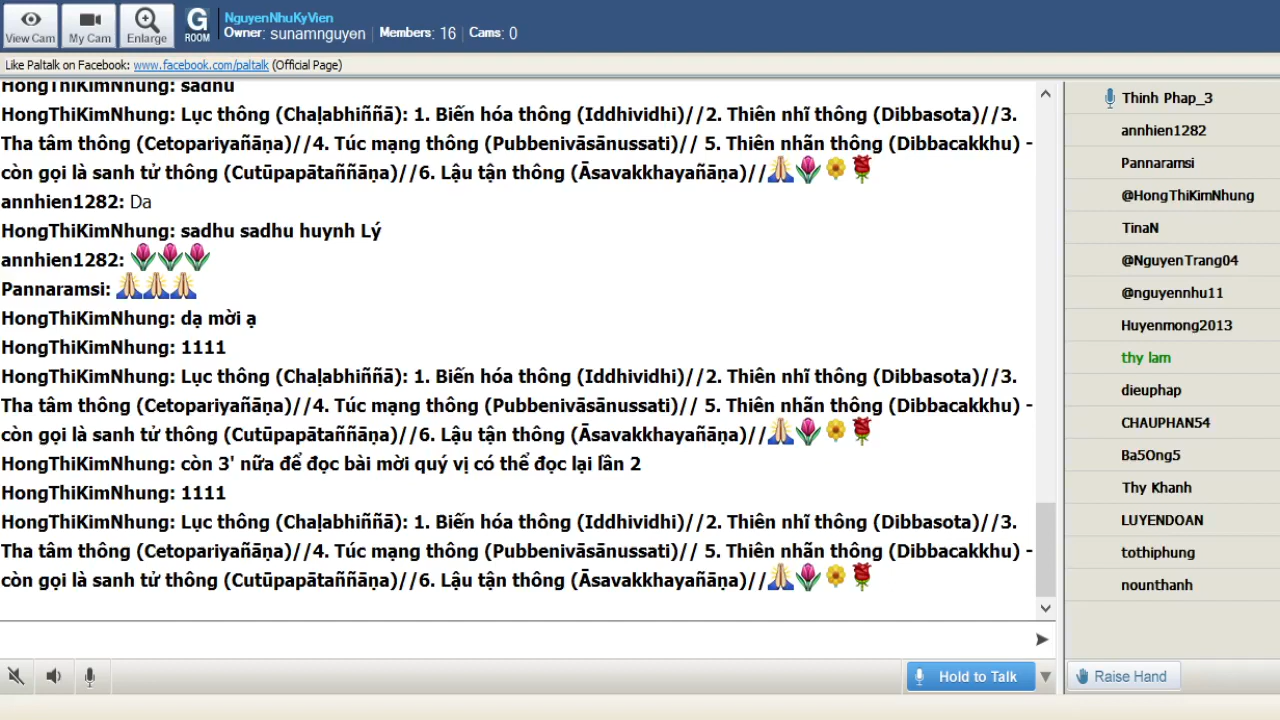 View Cam
My Cam
Enlarge
G
ROOM
NguyenNhuKyVien
Owner: sunamnguyen | Members: 16 | Cams: 0
Like Paltalk on Facebook: www.facebook.com/paltalk (Official Page)
HongThiKimNhung: sadhu
HongThiKimNhung: Lục thông (Chaḷabhiññā): 1. Biến hóa thông (Iddhividhi)//2. Thiên nhĩ thông (Dibbasota)//3.
Tha tâm thông (Cetopariyañāṇa)//4. Túc mạng thông (Pubbenivāsānussati)// 5. Thiên nhãn thông (Dibbacakkhu) -
còn gọi là sanh tử thông (Cutūpapātaññāṇa)//6. Lậu tận thông (Āsavakkhayañāṇa)//
annhien1282: Da
HongThiKimNhung: sadhu sadhu huynh Lý
annhien1282:
Pannaramsi:
HongThiKimNhung: dạ mời ạ
HongThiKimNhung: 1111
HongThiKimNhung: Lục thông (Chaḷabhiññā): 1. Biến hóa thông (Iddhividhi)//2. Thiên nhĩ thông (Dibbasota)//3.
Tha tâm thông (Cetopariyañāṇa)//4. Túc mạng thông (Pubbenivāsānussati)// 5. Thiên nhãn thông (Dibbacakkhu) -
còn gọi là sanh tử thông (Cutūpapātaññāṇa)//6. Lậu tận thông (Āsavakkhayañāṇa)//
HongThiKimNhung: còn 3' nữa để đọc bài mời quý vị có thể đọc lại lần 2
HongThiKimNhung: 1111
HongThiKimNhung: Lục thông (Chaḷabhiññā): 1. Biến hóa thông (Iddhividhi)//2. Thiên nhĩ thông (Dibbasota)//3.
Tha tâm thông (Cetopariyañāṇa)//4. Túc mạng thông (Pubbenivāsānussati)// 5. Thiên nhãn thông (Dibbacakkhu) -
còn gọi là sanh tử thông (Cutūpapātaññāṇa)//6. Lậu tận thông (Āsavakkhayañāṇa)//
Thinh Phap_3
annhien1282
Pannaramsi
@HongThiKimNhung
TinaN
@NguyenTrang04
@nguyennhu11
Huyenmong2013
thy lam
dieuphap
CHAUPHAN54
Ba5Ong5
Thy Khanh
LUYENDOAN
tothiphung
nounthanh
Hold to Talk
Raise Hand